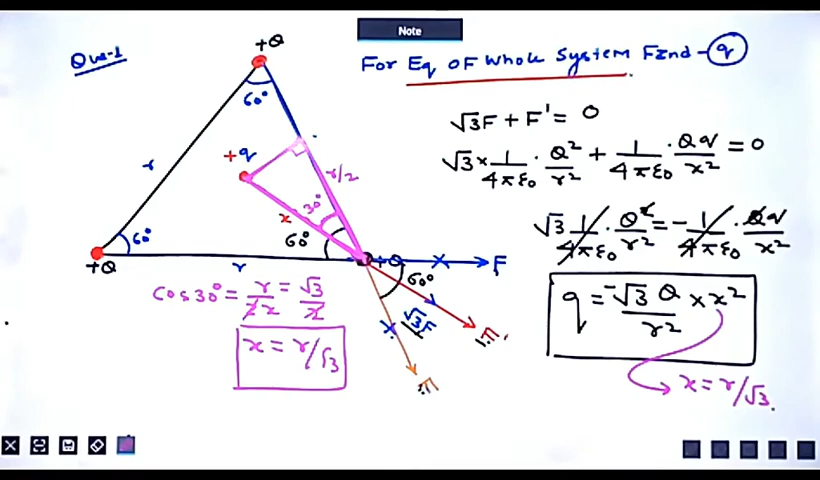 Note
Que-1
For Eq of Whole System Find - q
+Q
60°
r
+q
r/2
30°
x
60°
60°
+Q
r
+Q
F
60°
√3F
F'
F
cos30° = r/2x = √3/2
x = r/√3
√3F + F' = 0
√3 × 1/4πε₀ · Q²/r² + 1/4πε₀ · Qq/x² = 0
√3 1/4πε₀ · Q²/r² = - 1/4πε₀ · Qq/x²
q = -√3 Q/r² × x²
x = r/√3.